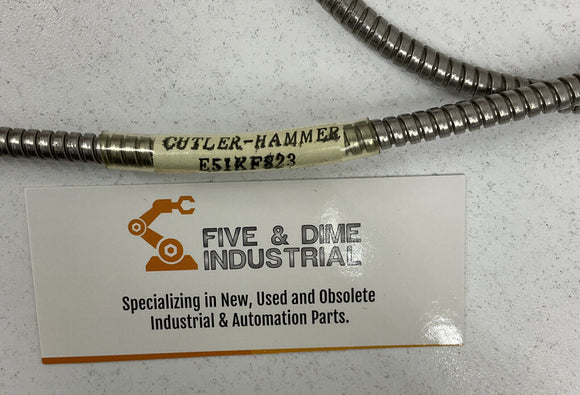 CUTLER-HAMMER
E51KF823
FIVE & DIME
INDUSTRIAL
Specializing in New, Used and Obsolete
Industrial & Automation Parts.